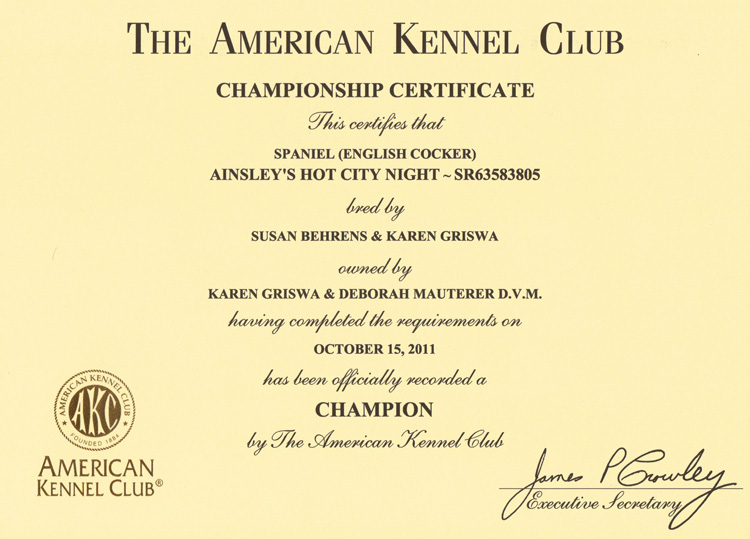 THE AMERICAN KENNEL CLUB
CHAMPIONSHIP CERTIFICATE
This certifies that
SPANIEL (ENGLISH COCKER)
AINSLEY'S HOT CITY NIGHT ~ SR63583805
bred by
SUSAN BEHRENS & KAREN GRISWA
owned by
KAREN GRISWA & DEBORAH MAUTERER D.V.M.
having completed the requirements on
OCTOBER 15, 2011
has been officially recorded a
CHAMPION
by The American Kennel Club
AMERICAN KENNEL CLUB
AKC
FOUNDED 1884
AMERICAN
KENNEL CLUB®
James P Crowley
Executive Secretary